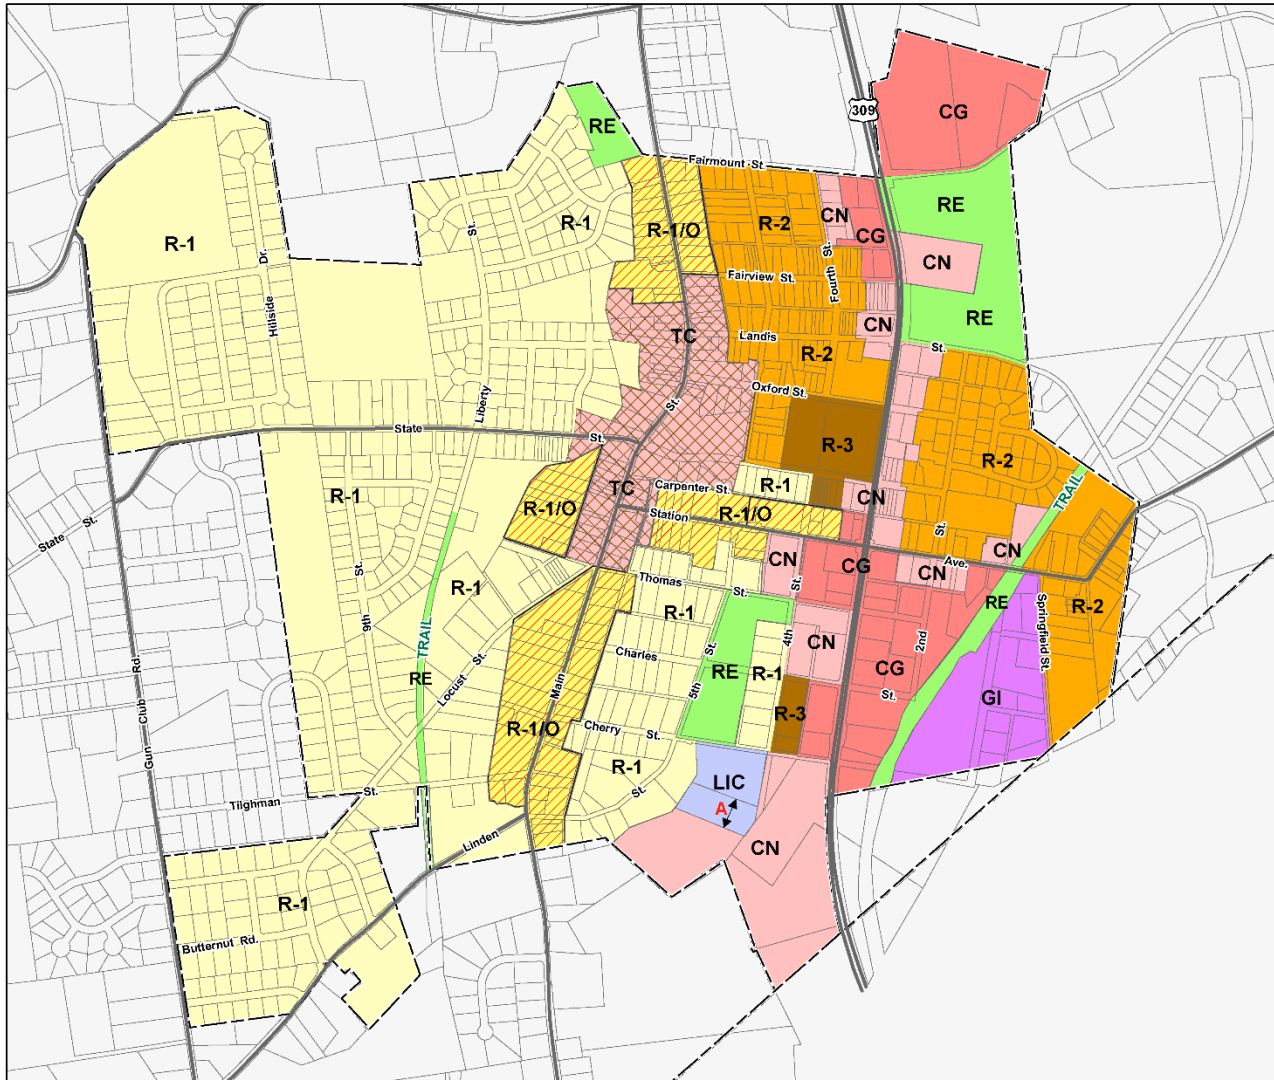 CG
309
RE
Fairmount St.
RE
R-1
St.
R-1
R-1/O
R-2
CN
CG
St.
Fourth
CN
Dr.
Hillside
Fairview St.
RE
CN
TC
Landis
R-2
St.
Oxford St.
St.
Liberty
State
St.
R-3
R-2
R-1
TC
Carpenter St.
R-1
CN
TRAIL
R-1/O
Station
R-1/O
St.
State St.
CN
CG
Ave.
CN
CN
St.
9th
R-1
Thomas
St.
St.
RE
Springfield St.
R-2
R-1
TRAIL
Charles
St.
4th
CN
2nd
RE
Locust St.
RE
R-1
CG
St.
5th
Main
GI
Gun Club Rd.
R-1/O
Cherry St.
R-3
R-1
St.
LIC
A
Tilghman St.
Linden
CN
R-1
Butternut Rd.